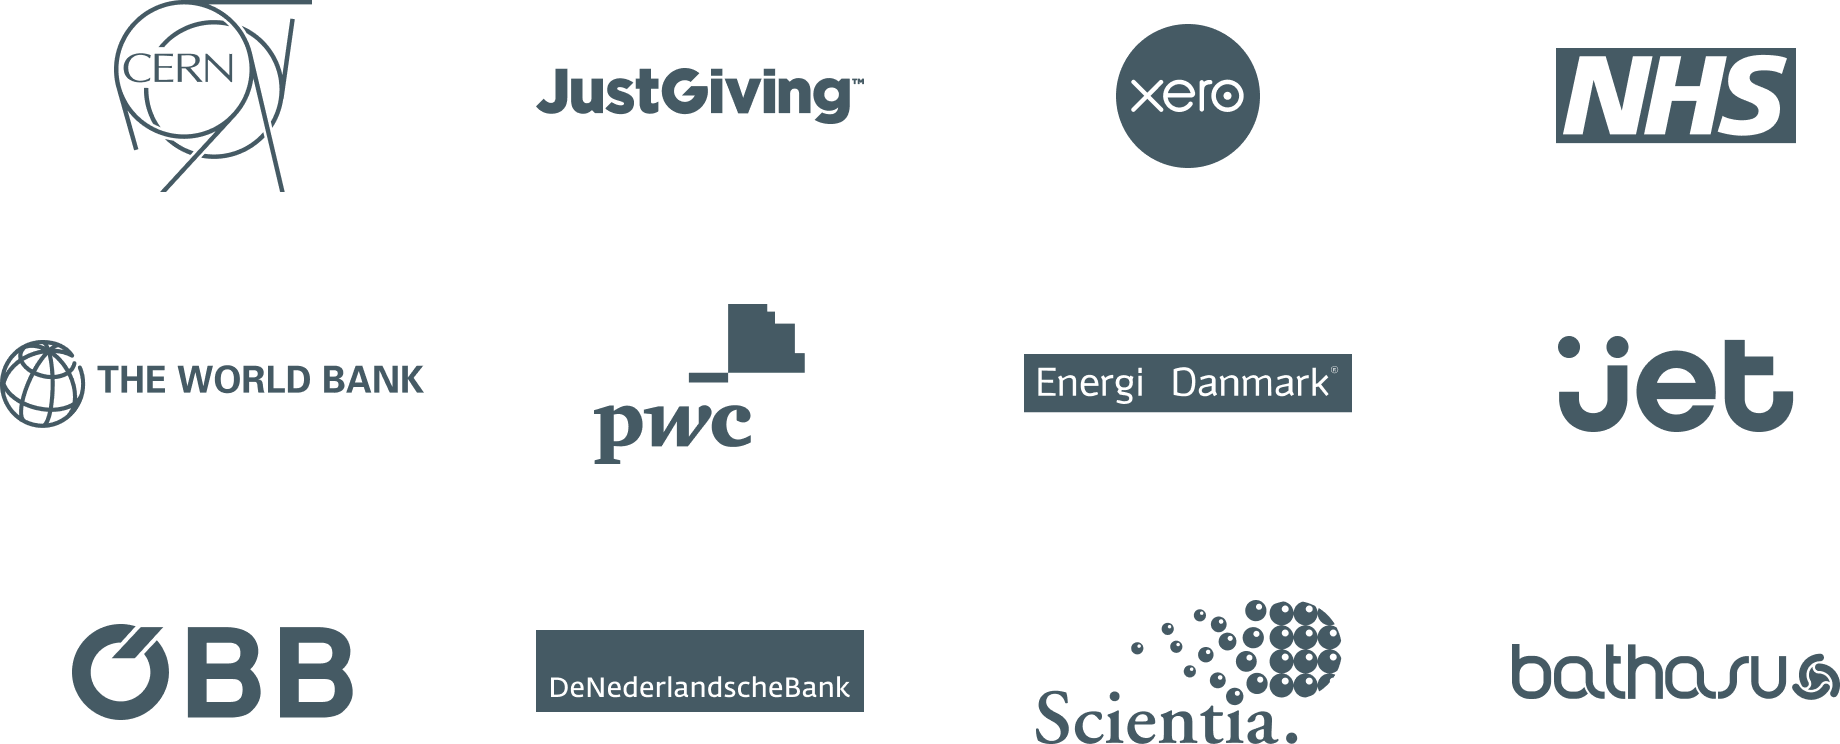 CERN
JustGiving™
xero
NHS
THE WORLD BANK
pwc
Energi Danmark®
jet
ÖBB
DeNederlandscheBank
Scientia.
bathasu